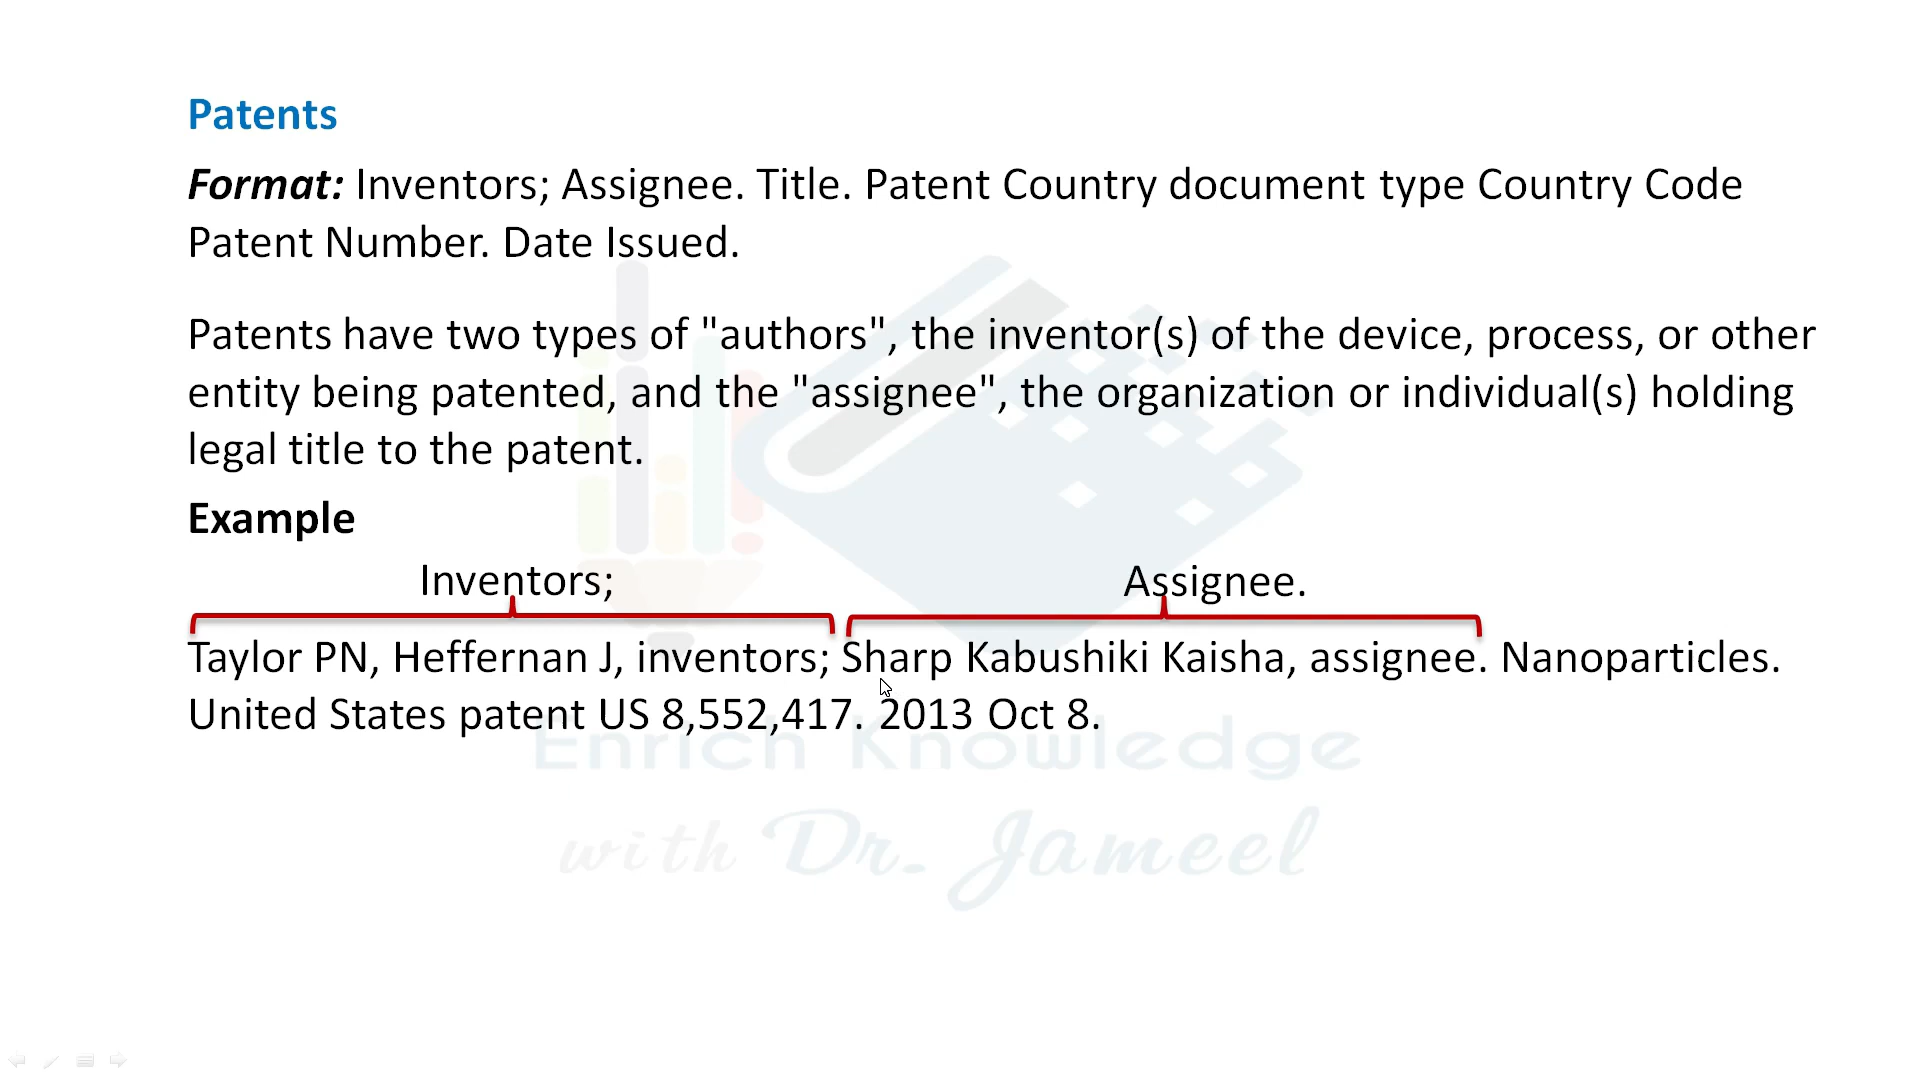 Patents
Format: Inventors; Assignee. Title. Patent Country document type Country Code
Patent Number. Date Issued.
Patents have two types of "authors", the inventor(s) of the device, process, or other
entity being patented, and the "assignee", the organization or individual(s) holding
legal title to the patent.
Example
Inventors; Assignee.
Taylor PN, Heffernan J, inventors; Sharp Kabushiki Kaisha, assignee. Nanoparticles.
United States patent US 8,552,417. 2013 Oct 8.
Enrich Knowledge
with Dr. Jameel